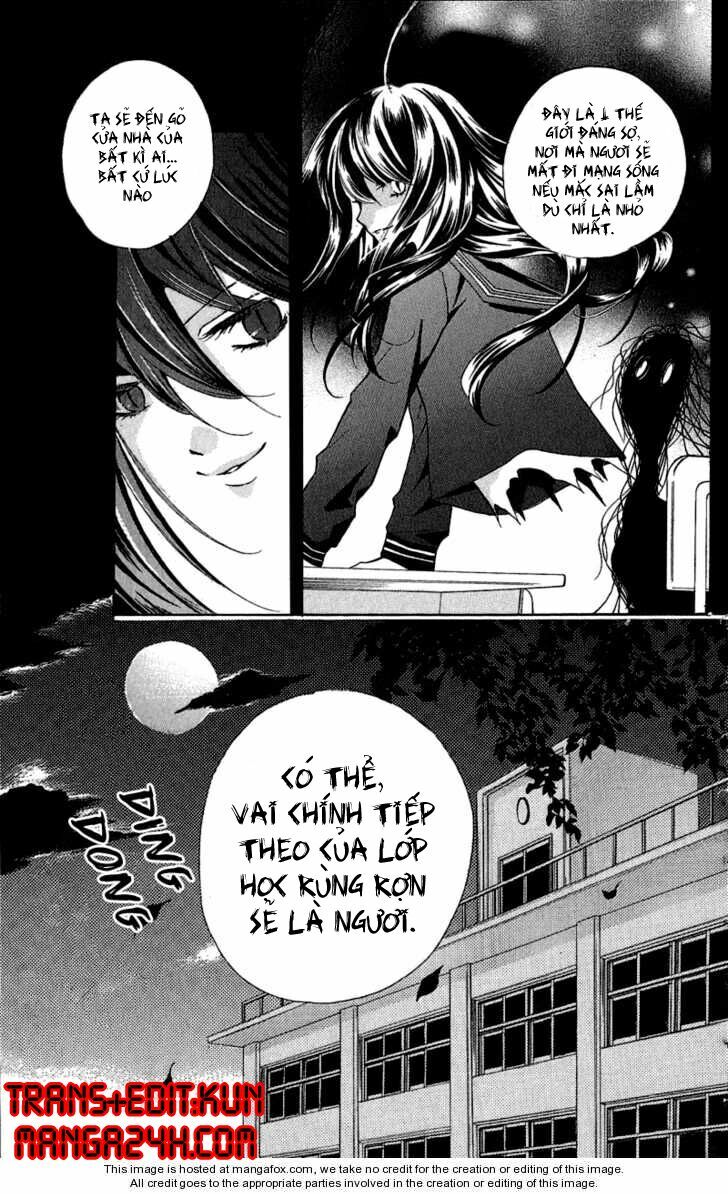 ĐÂY LÀ 1 THẾ
GIỚI ĐÁNG SỢ,
NƠI MÀ NGƯƠI SẼ
MẤT ĐI MẠNG SỐNG
NẾU MẮC SAI LẦM
DÙ CHỈ LÀ NHỎ
NHẤT.
TA SẼ ĐẾN GÕ
CỬA NHÀ CỦA
BẤT KÌ AI...
BẤT CỨ LÚC
NÀO
CÓ THỂ,
VAI CHÍNH TIẾP
THEO CỦA LỚP
HỌC RÙNG RỢN
SẼ LÀ NGƯƠI.
DING
DONG
TRANS+EDIT:KUN
MANGA24H.COM
This image is hosted at mangafox.com, we take no credit for the creation or editing of this image.
All credit goes to the appropriate parties involved in the creation or editing of this image.